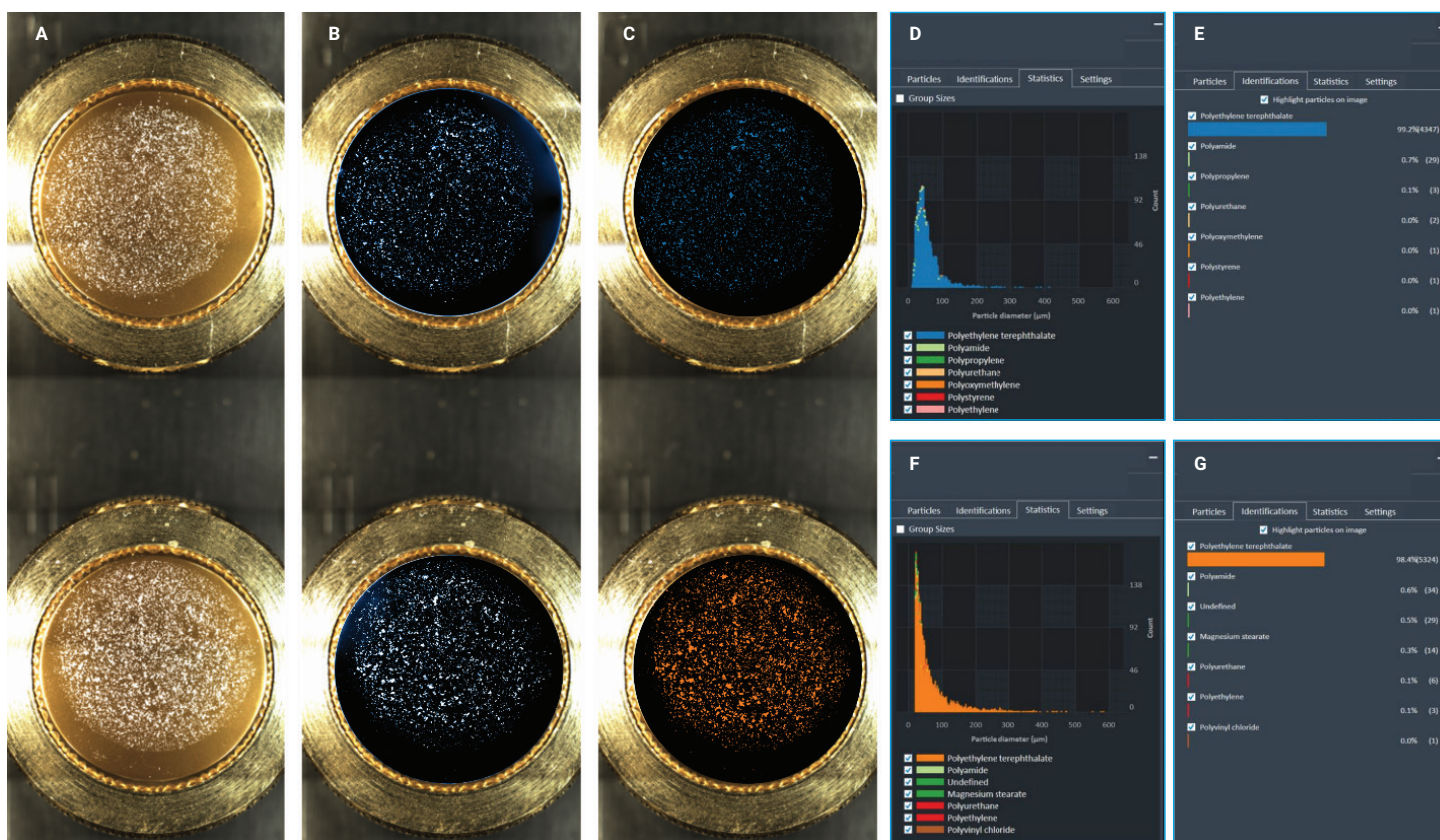 A
B
C
D
Particles Identifications Statistics Settings
Group Sizes
138
92
46
0
Count
0 100 200 300 400 500 600
Particle diameter (µm)
Polyethylene terephthalate
Polyamide
Polypropylene
Polyurethane
Polyoxymethylene
Polystyrene
Polyethylene
E
Particles Identifications Statistics Settings
Highlight particles on image
Polyethylene terephthalate
99.2% (4347)
Polyamide
0.7% (29)
Polypropylene
0.1% (3)
Polyurethane
0.0% (2)
Polyoxymethylene
0.0% (1)
Polystyrene
0.0% (1)
Polyethylene
0.0% (1)
F
Particles Identifications Statistics Settings
Group Sizes
138
92
46
0
Count
0 100 200 300 400 500 600
Particle diameter (µm)
Polyethylene terephthalate
Polyamide
Undefined
Magnesium stearate
Polyurethane
Polyethylene
Polyvinyl chloride
G
Particles Identifications Statistics Settings
Highlight particles on image
Polyethylene terephthalate
98.4% (5324)
Polyamide
0.6% (34)
Undefined
0.5% (29)
Magnesium stearate
0.3% (14)
Polyurethane
0.1% (6)
Polyethylene
0.1% (3)
Polyvinyl chloride
0.0% (1)